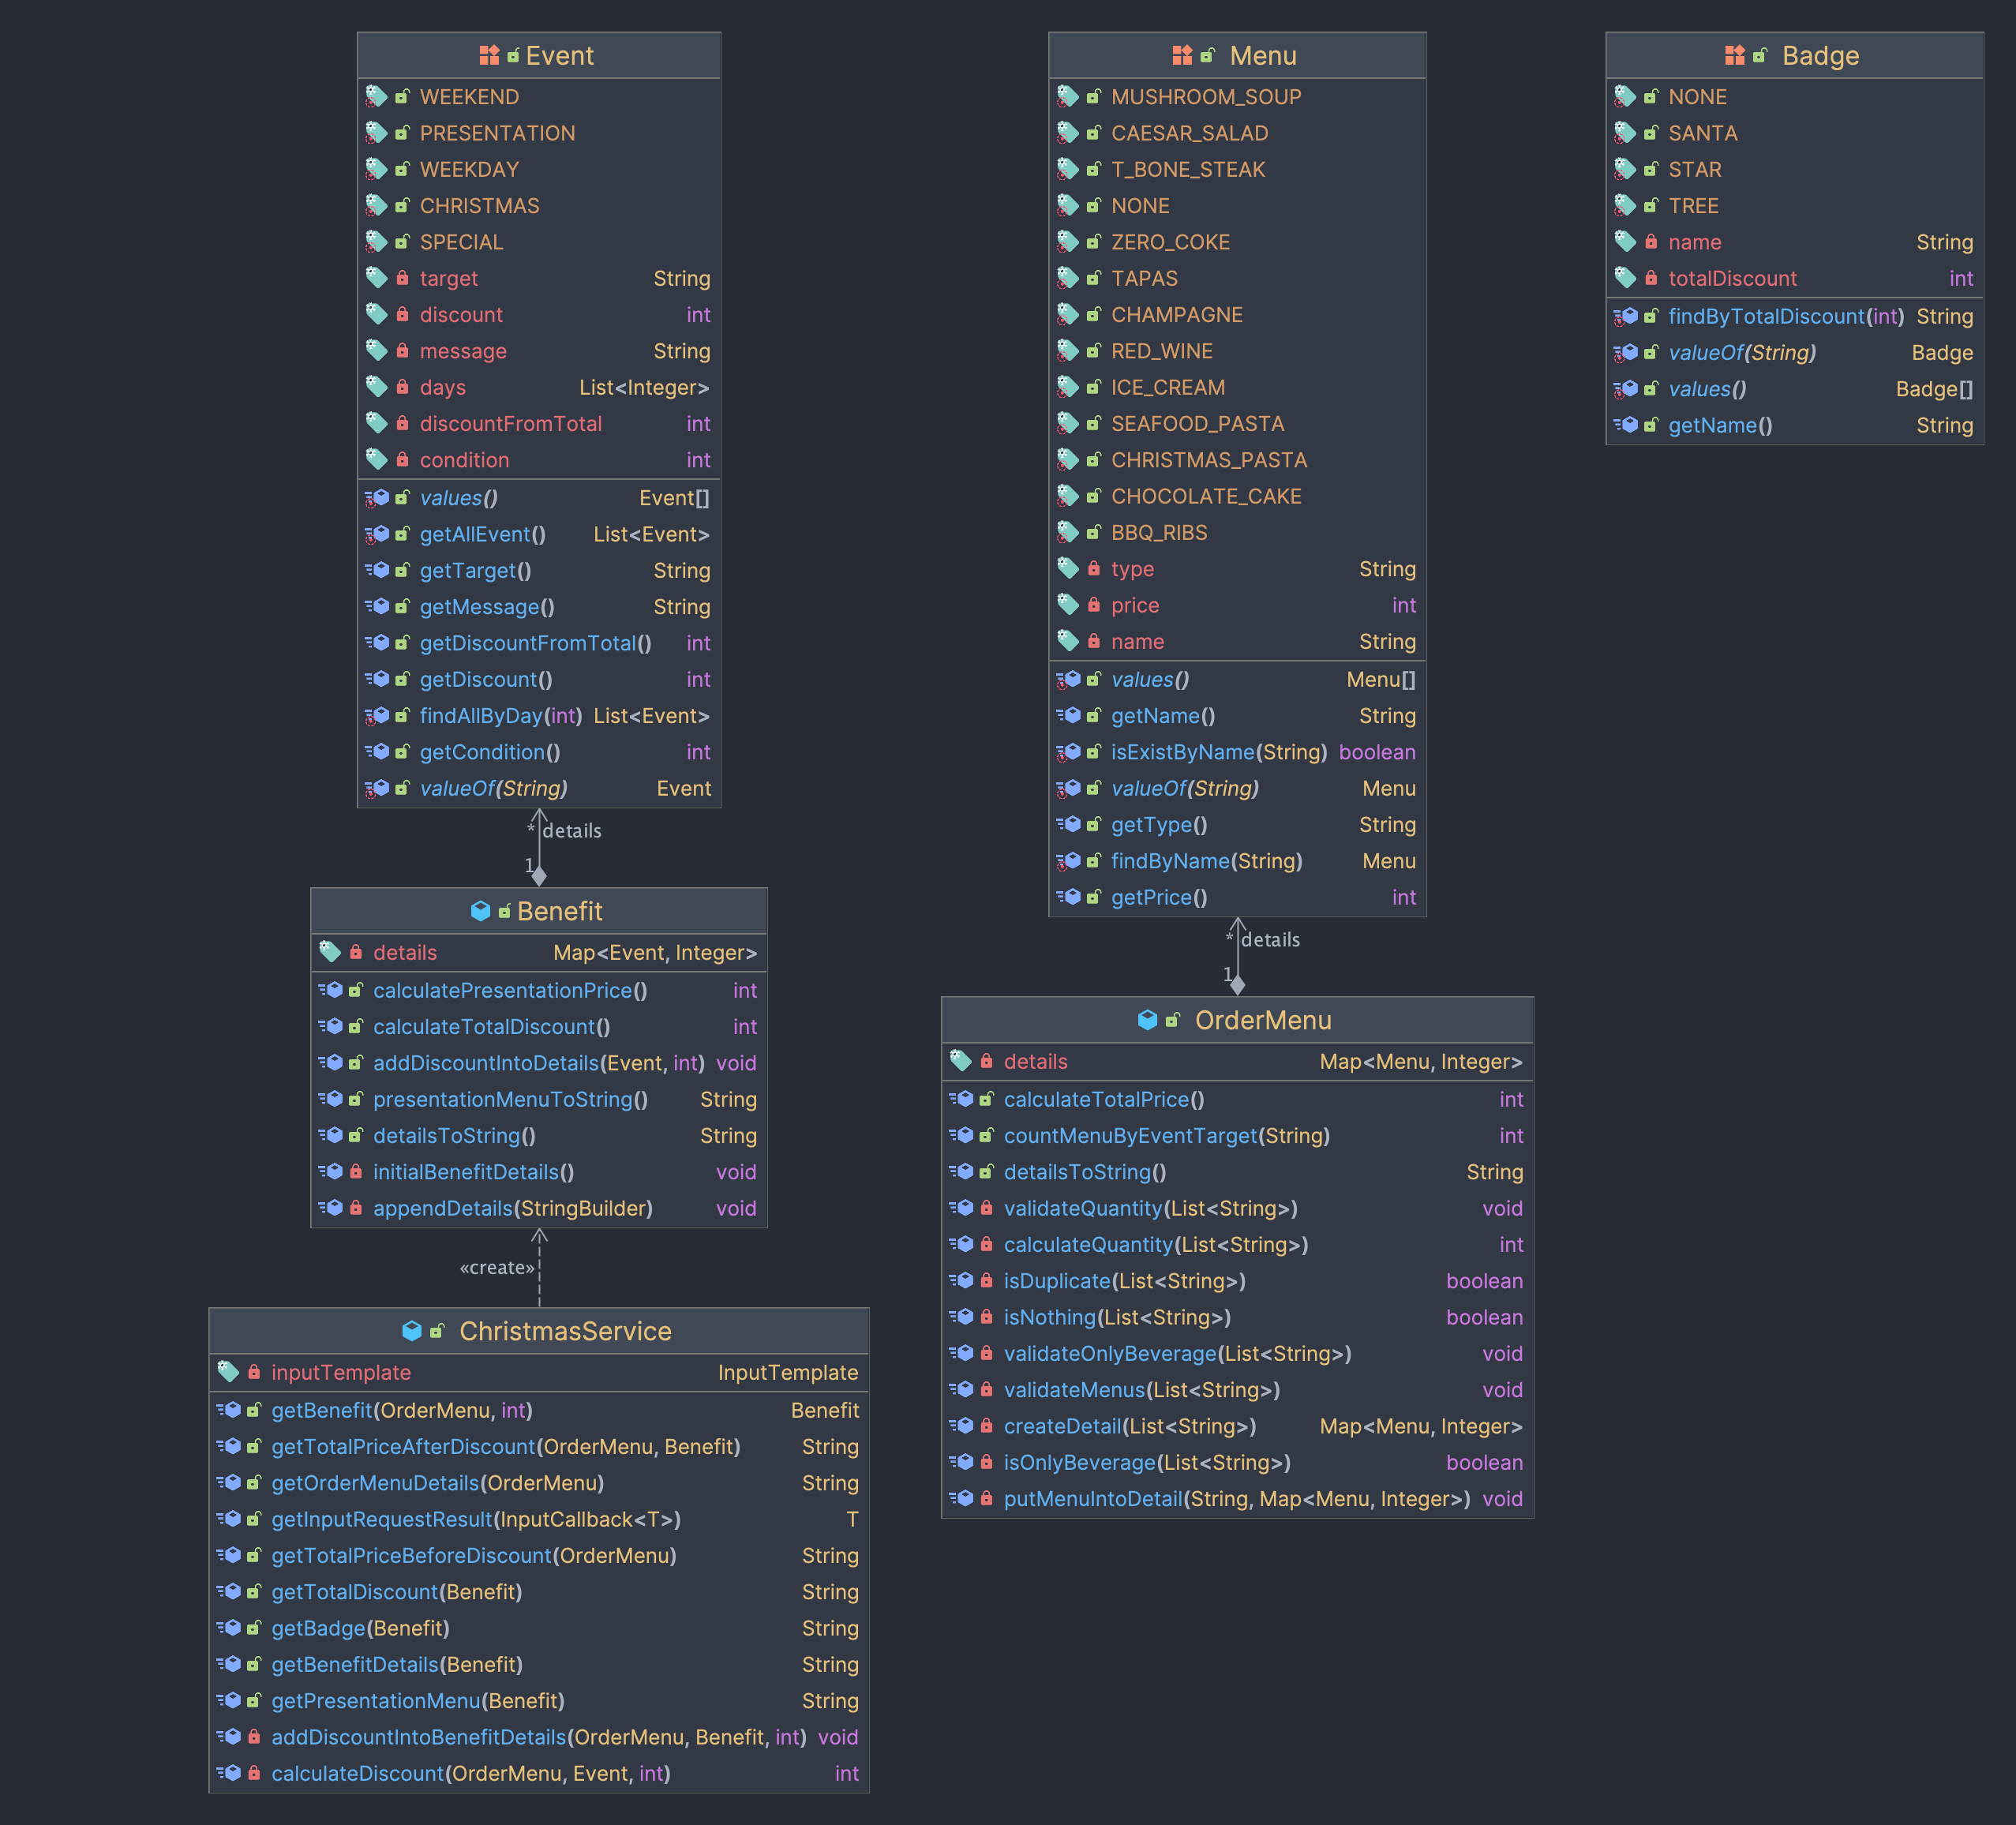 Event
WEEKEND
PRESENTATION
WEEKDAY
CHRISTMAS
SPECIAL
target String
discount int
message String
days List<Integer>
discountFromTotal int
condition int
values() Event[]
getAllEvent() List<Event>
getTarget() String
getMessage() String
getDiscountFromTotal() int
getDiscount() int
findAllByDay(int) List<Event>
getCondition() int
valueOf(String) Event
* details
1
Benefit
details Map<Event, Integer>
calculatePresentationPrice() int
calculateTotalDiscount() int
addDiscountIntoDetails(Event, int) void
presentationMenuToString() String
detailsToString() String
initialBenefitDetails() void
appendDetails(StringBuilder) void
«create»
ChristmasService
inputTemplate InputTemplate
getBenefit(OrderMenu, int) Benefit
getTotalPriceAfterDiscount(OrderMenu, Benefit) String
getOrderMenuDetails(OrderMenu) String
getInputRequestResult(InputCallback<T>) T
getTotalPriceBeforeDiscount(OrderMenu) String
getTotalDiscount(Benefit) String
getBadge(Benefit) String
getBenefitDetails(Benefit) String
getPresentationMenu(Benefit) String
addDiscountIntoBenefitDetails(OrderMenu, Benefit, int) void
calculateDiscount(OrderMenu, Event, int) int
Menu
MUSHROOM_SOUP
CAESAR_SALAD
T_BONE_STEAK
NONE
ZERO_COKE
TAPAS
CHAMPAGNE
RED_WINE
ICE_CREAM
SEAFOOD_PASTA
CHRISTMAS_PASTA
CHOCOLATE_CAKE
BBQ_RIBS
type String
price int
name String
values() Menu[]
getName() String
isExistByName(String) boolean
valueOf(String) Menu
getType() String
findByName(String) Menu
getPrice() int
* details
1
OrderMenu
details Map<Menu, Integer>
calculateTotalPrice() int
countMenuByEventTarget(String) int
detailsToString() String
validateQuantity(List<String>) void
calculateQuantity(List<String>) int
isDuplicate(List<String>) boolean
isNothing(List<String>) boolean
validateOnlyBeverage(List<String>) void
validateMenus(List<String>) void
createDetail(List<String>) Map<Menu, Integer>
isOnlyBeverage(List<String>) boolean
putMenuIntoDetail(String, Map<Menu, Integer>) void
Badge
NONE
SANTA
STAR
TREE
name String
totalDiscount int
findByTotalDiscount(int) String
valueOf(String) Badge
values() Badge[]
getName() String